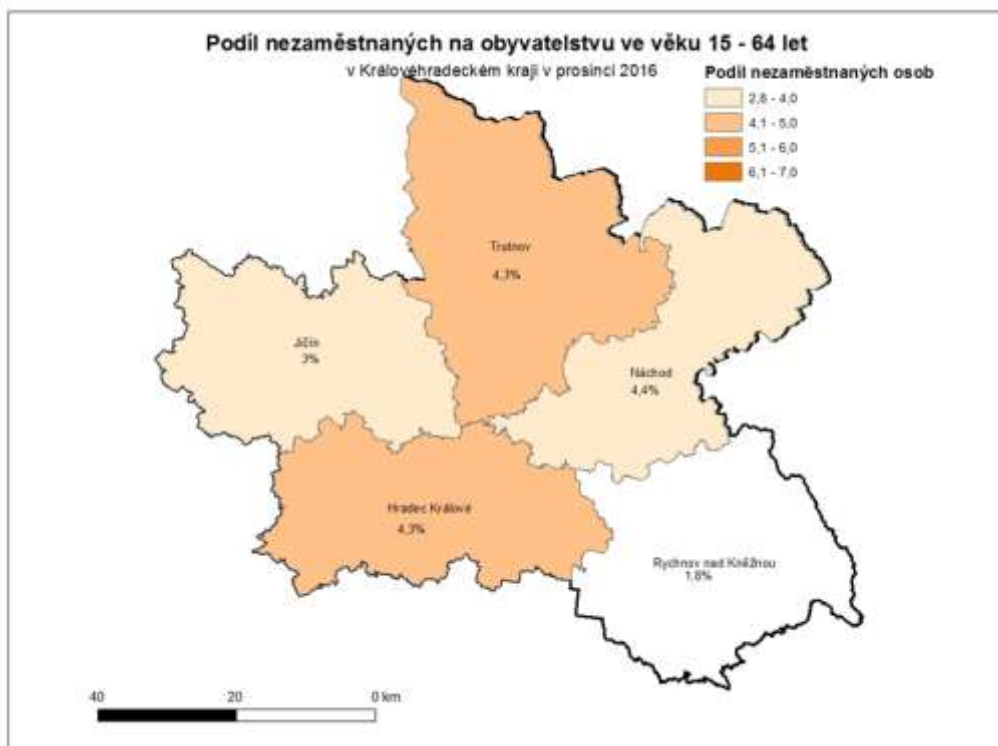 Podíl nezaměstnaných na obyvatelstvu ve věku 15 - 64 let
v Královéhradeckém kraji v prosinci 2016
Podíl nezaměstnaných osob
2,8 - 4,0
4,1 - 5,0
5,1 - 6,0
6,1 - 7,0
Trutnov
4,3%
Jičín
3%
Náchod
4,4%
Hradec Králové
4,3%
Rychnov nad Kněžnou
1,8%
40 20 0 km